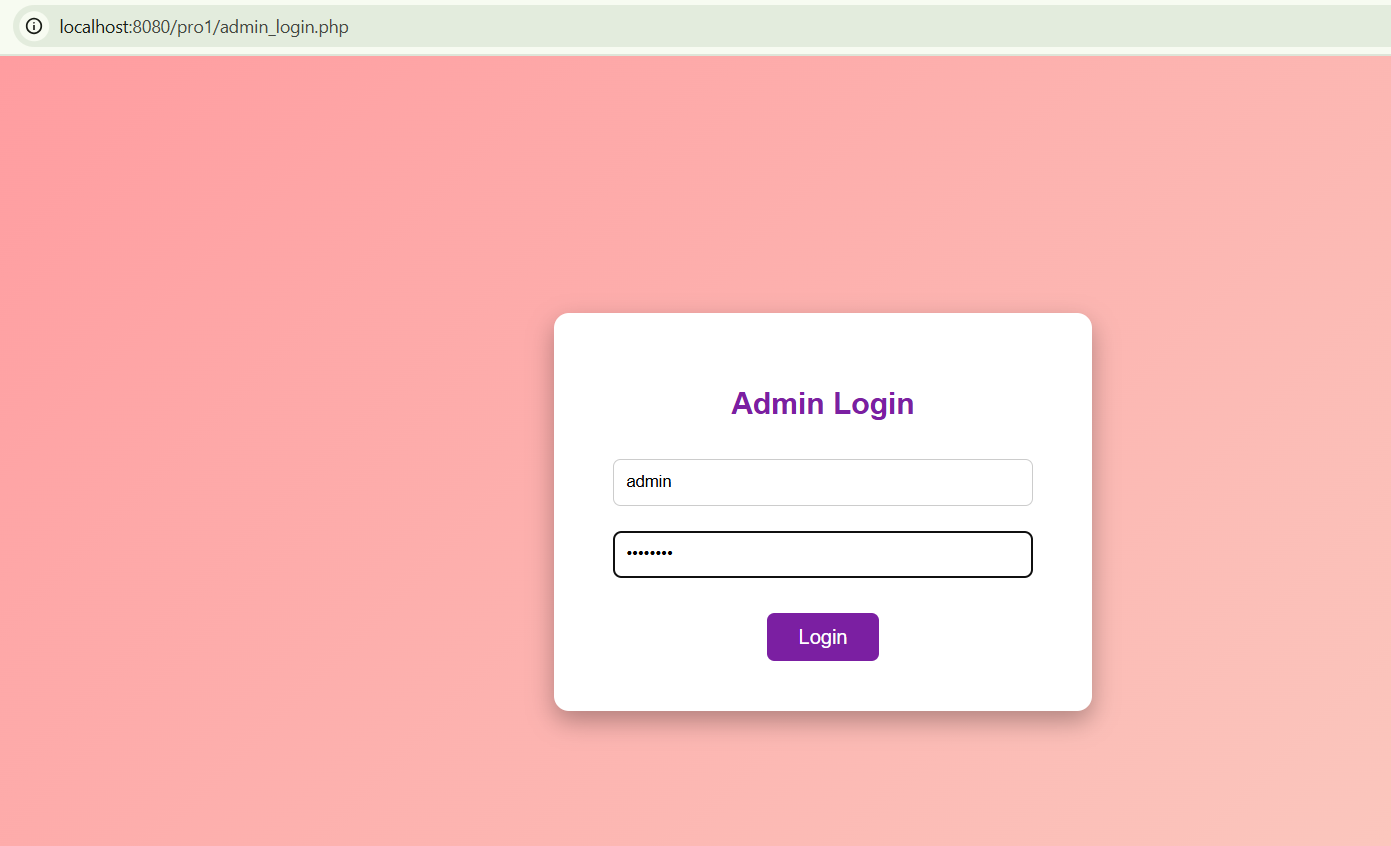 localhost:8080/pro1/admin_login.php
Admin Login
admin
••••••••
Login